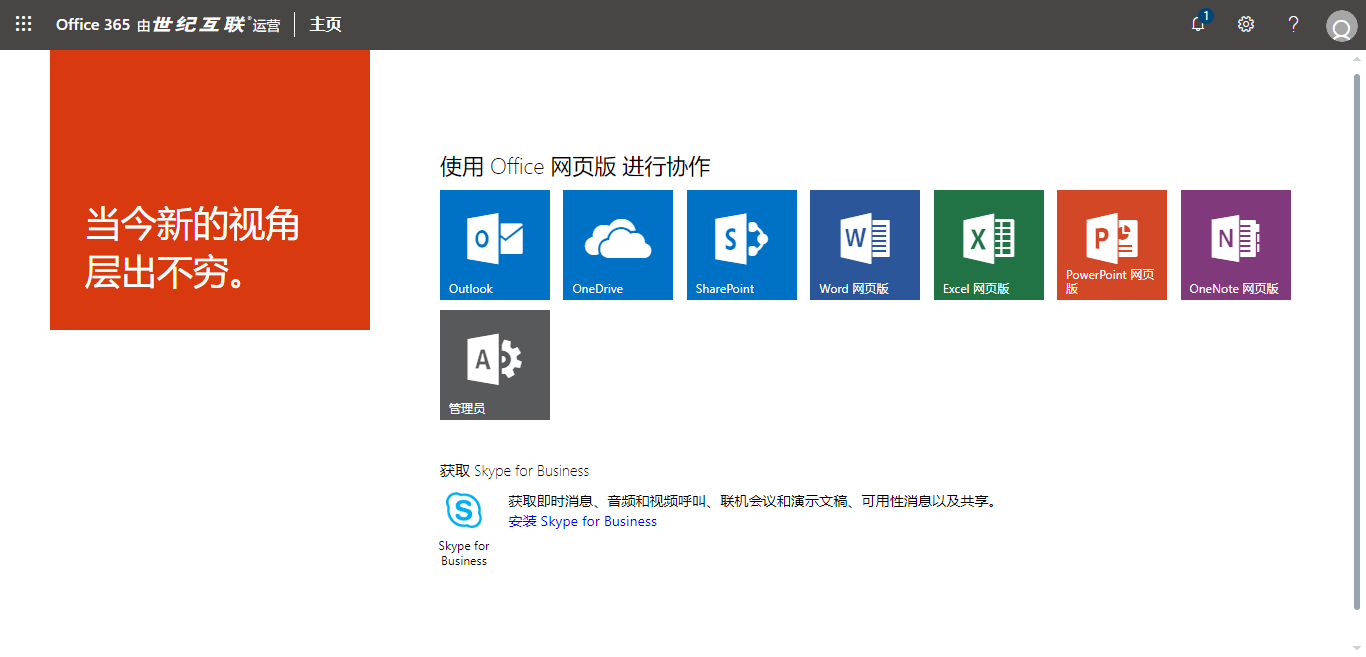 Office 365 由世纪互联®运营 主页 1 ?
当今新的视角
层出不穷。
使用 Office 网页版 进行协作
O S W X P N
Outlook OneDrive SharePoint Word 网页版 Excel 网页版 PowerPoint 网页版 OneNote 网页版
A
管理员
获取 Skype for Business
S
获取即时消息、音频和视频呼叫、联机会议和演示文稿、可用性消息以及共享。
安装 Skype for Business
Skype for
Business